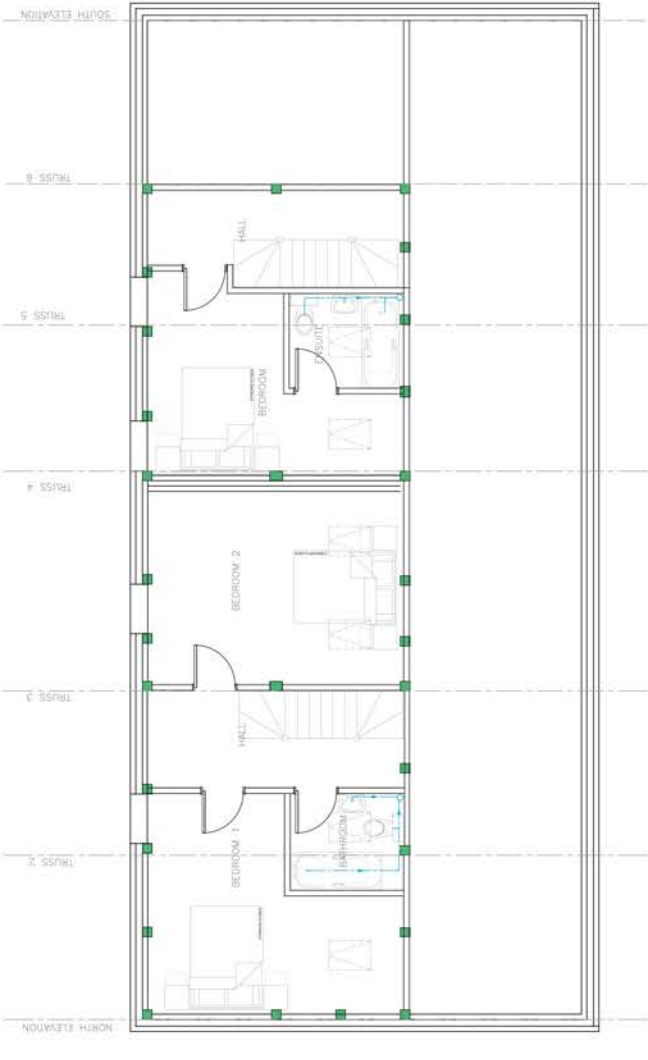 SOUTH ELEVATION
TRUSS 6
HALL
TRUSS 5
ENSUITE
BEDROOM
TRUSS 4
BEDROOM 2
TRUSS 3
HALL
BATHROOM
BEDROOM 1
TRUSS 2
NORTH ELEVATION